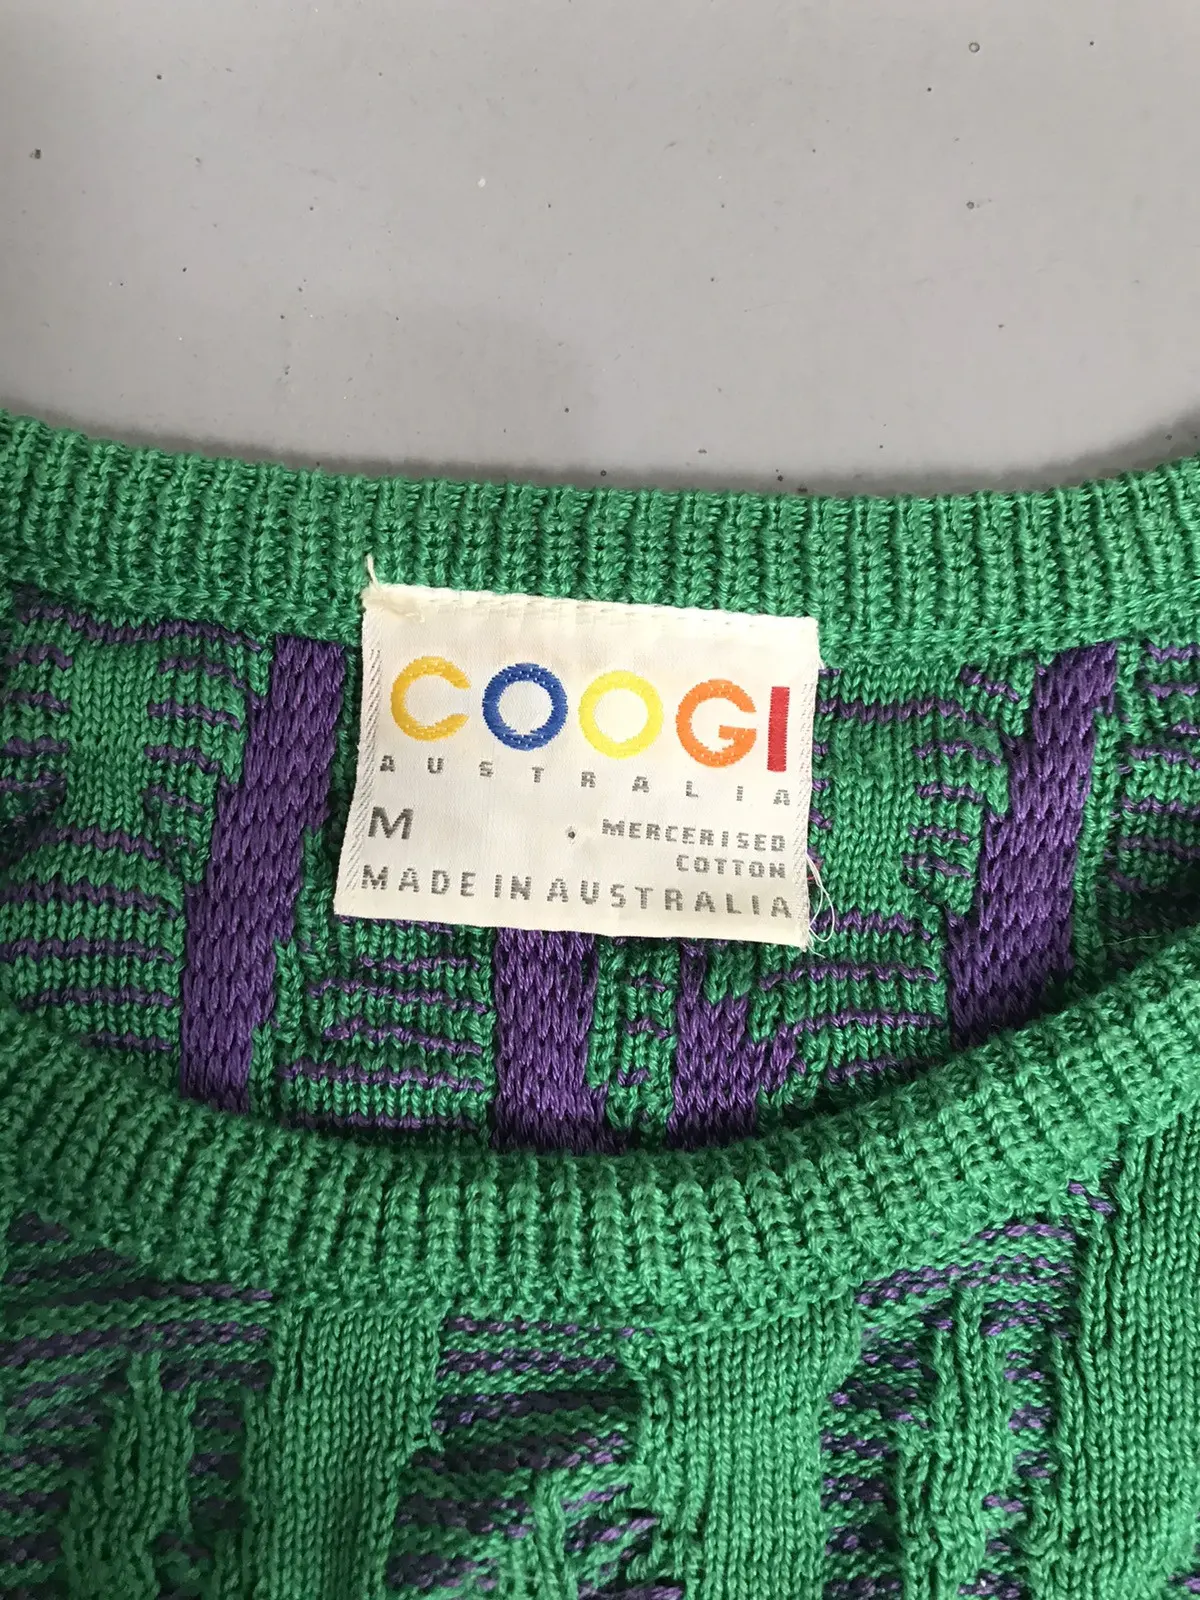 COOGI
AUSTRALIA
M
MERCERISED
COTTON
MADE IN AUSTRALIA